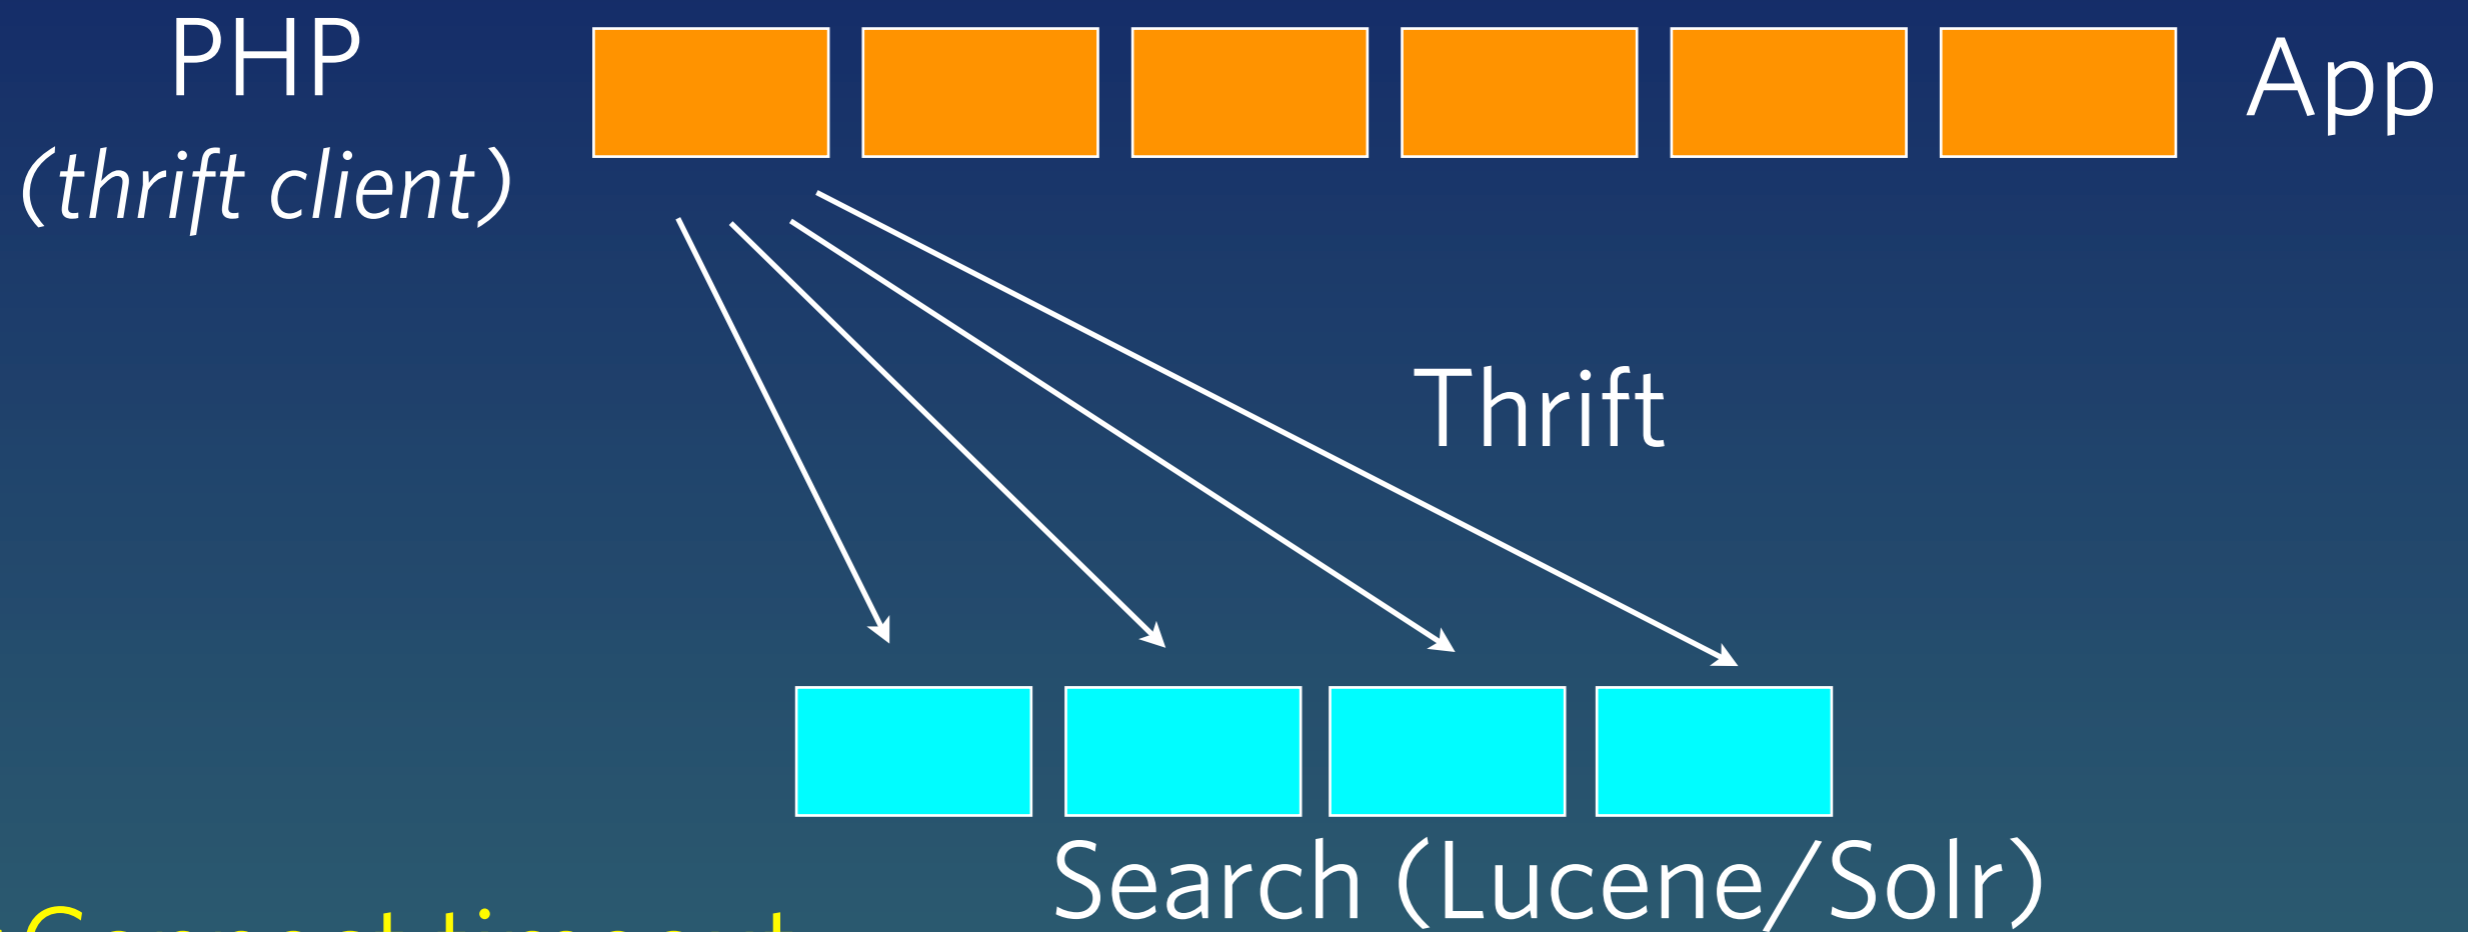 PHP
(thrift client)
App
Thrift
Search (Lucene/Solr)